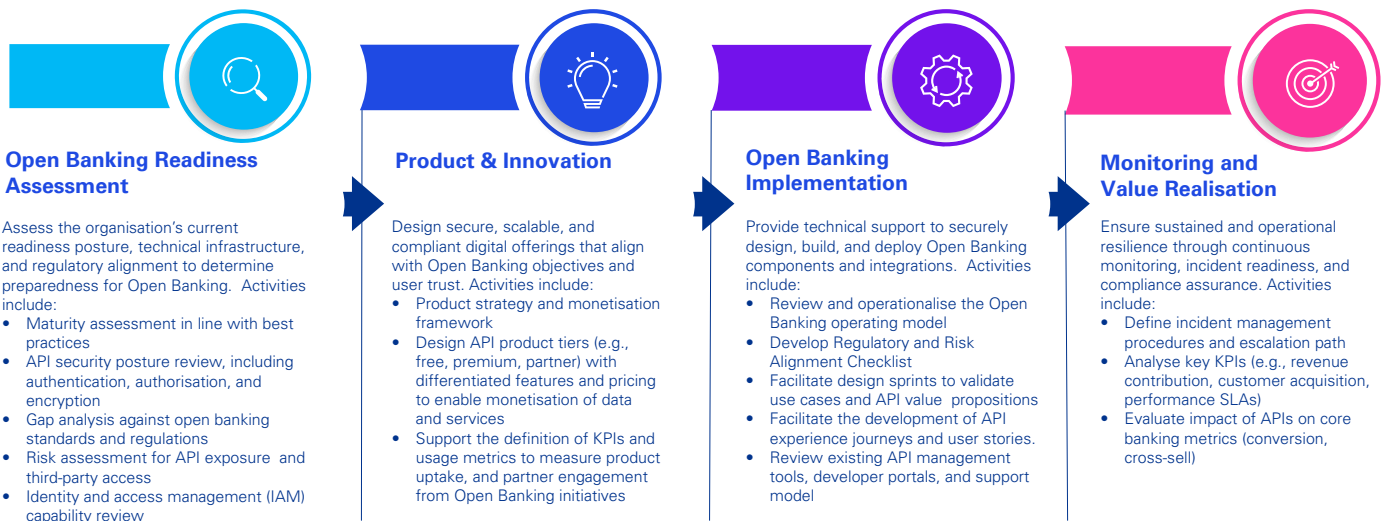 Open Banking Readiness
Assessment
Assess the organisation's current
readiness posture, technical infrastructure,
and regulatory alignment to determine
preparedness for Open Banking.  Activities
include:
• Maturity assessment in line with best
practices
• API security posture review, including
authentication, authorisation, and
encryption
• Gap analysis against open banking
standards and regulations
• Risk assessment for API exposure  and
third-party access
• Identity and access management (IAM)
capability review
Product & Innovation
Design secure, scalable, and
compliant digital offerings that align
with Open Banking objectives and
user trust. Activities include:
• Product strategy and monetisation
framework
• Design API product tiers (e.g.,
free, premium, partner) with
differentiated features and pricing
to enable monetisation of data
and services
• Support the definition of KPIs and
usage metrics to measure product
uptake, and partner engagement
from Open Banking initiatives
Open Banking
Implementation
Provide technical support to securely
design, build, and deploy Open Banking
components and integrations.  Activities
include:
• Review and operationalise the Open
Banking operating model
• Develop Regulatory and Risk
Alignment Checklist
• Facilitate design sprints to validate
use cases and API value  propositions
• Facilitate the development of API
experience journeys and user stories.
• Review existing API management
tools, developer portals, and support
model
Monitoring and
Value Realisation
Ensure sustained and operational
resilience through continuous
monitoring, incident readiness, and
compliance assurance. Activities
include:
• Define incident management
procedures and escalation path
• Analyse key KPIs (e.g., revenue
contribution, customer acquisition,
performance SLAs)
• Evaluate impact of APIs on core
banking metrics (conversion,
cross-sell)